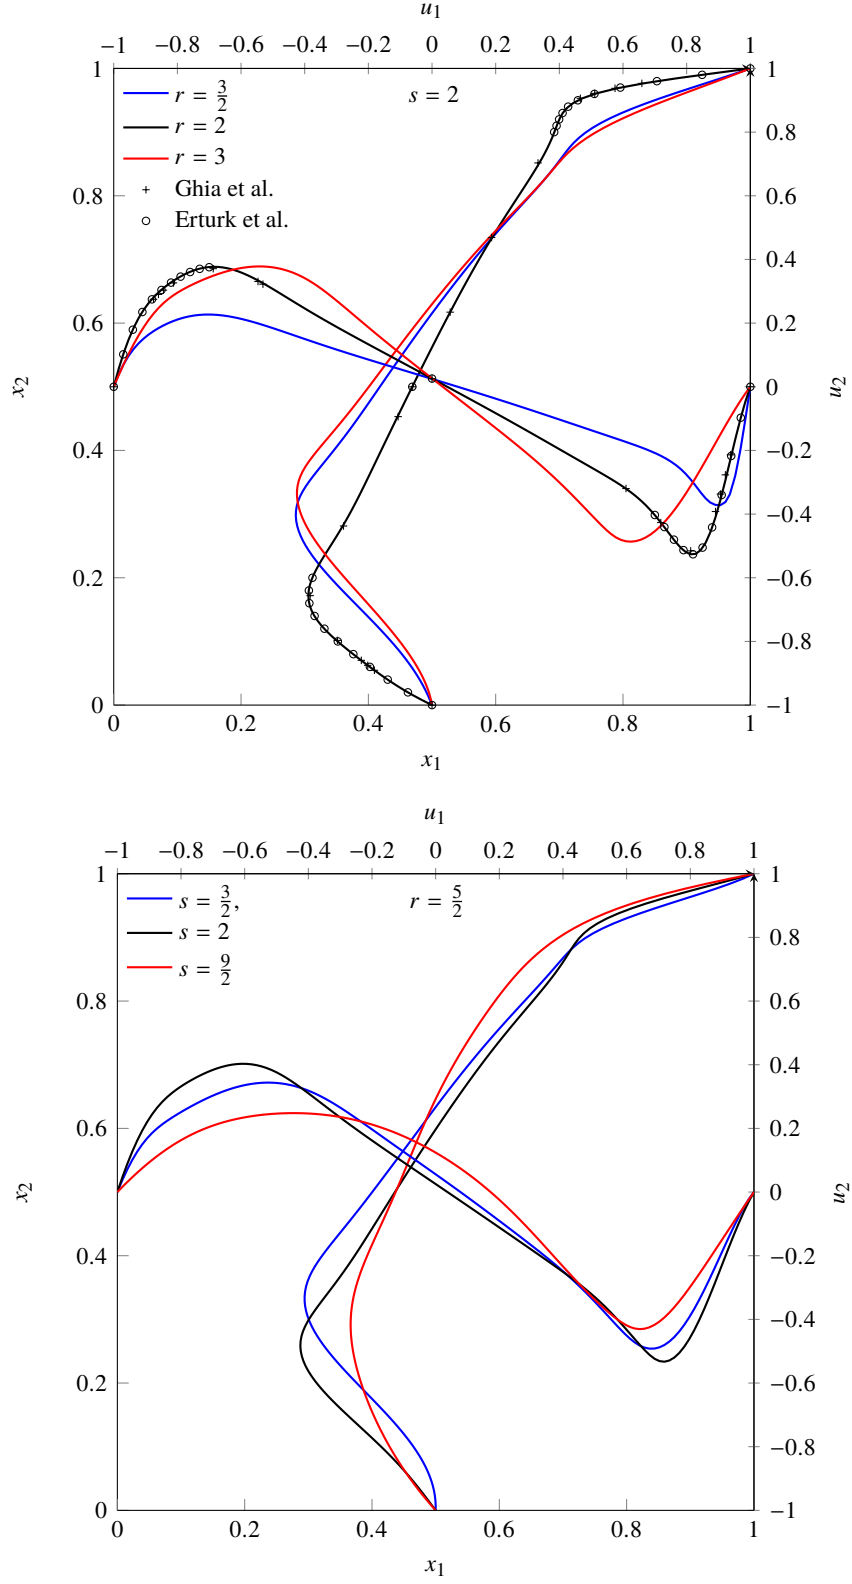 u₁
−1 −0.8 −0.6 −0.4 −0.2 0 0.2 0.4 0.6 0.8 1
r = 3/2
s = 2
r = 2
r = 3
Ghia et al.
Erturk et al.
1
0.8
0.6
0.4
0.2
0
x₂
1
0.8
0.6
0.4
0.2
0
−0.2
−0.4
−0.6
−0.8
−1
u₂
0 0.2 0.4 0.6 0.8 1
x₁
u₁
−1 −0.8 −0.6 −0.4 −0.2 0 0.2 0.4 0.6 0.8 1
s = 3/2,
r = 5/2
s = 2
s = 9/2
1
0.8
0.6
0.4
0.2
0
x₂
1
0.8
0.6
0.4
0.2
0
−0.2
−0.4
−0.6
−0.8
−1
u₂
0 0.2 0.4 0.6 0.8 1
x₁